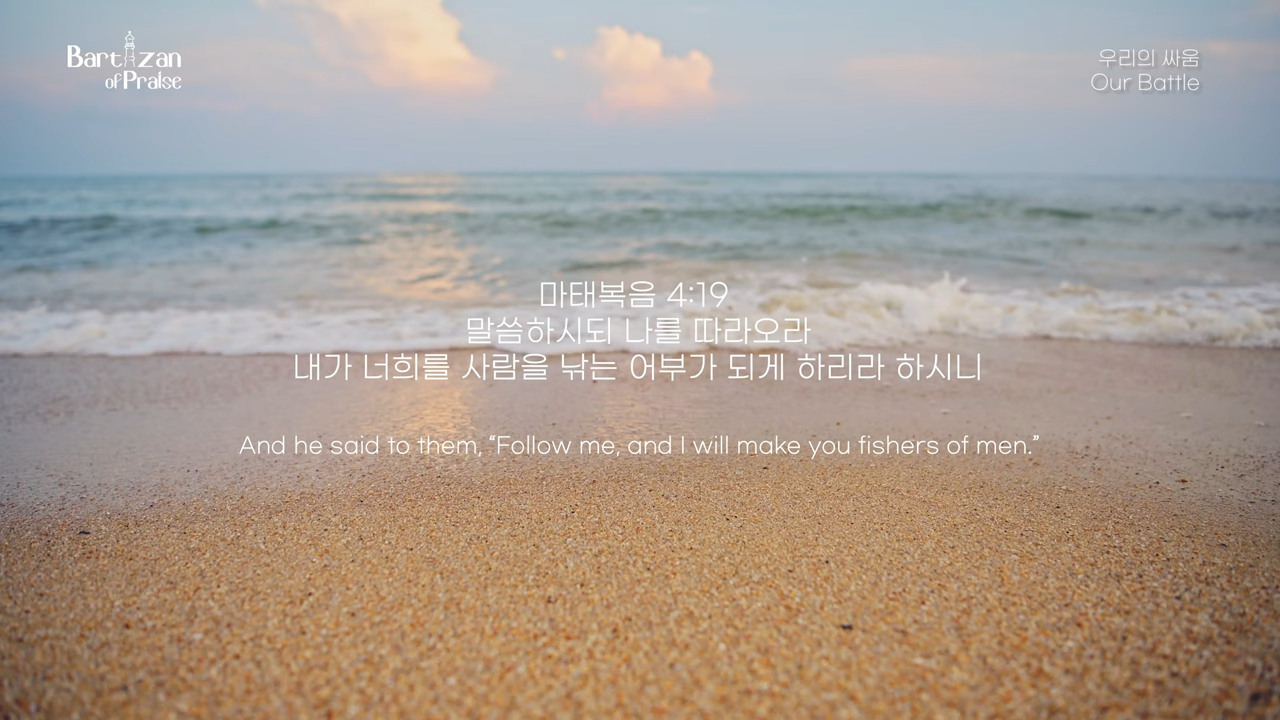 Bartizan
of Praise
우리의 싸움
Our Battle
마태복음 4:19
말씀하시되 나를 따라오라
내가 너희를 사람을 낚는 어부가 되게 하리라 하시니
And he said to them, “Follow me, and I will make you fishers of men.”